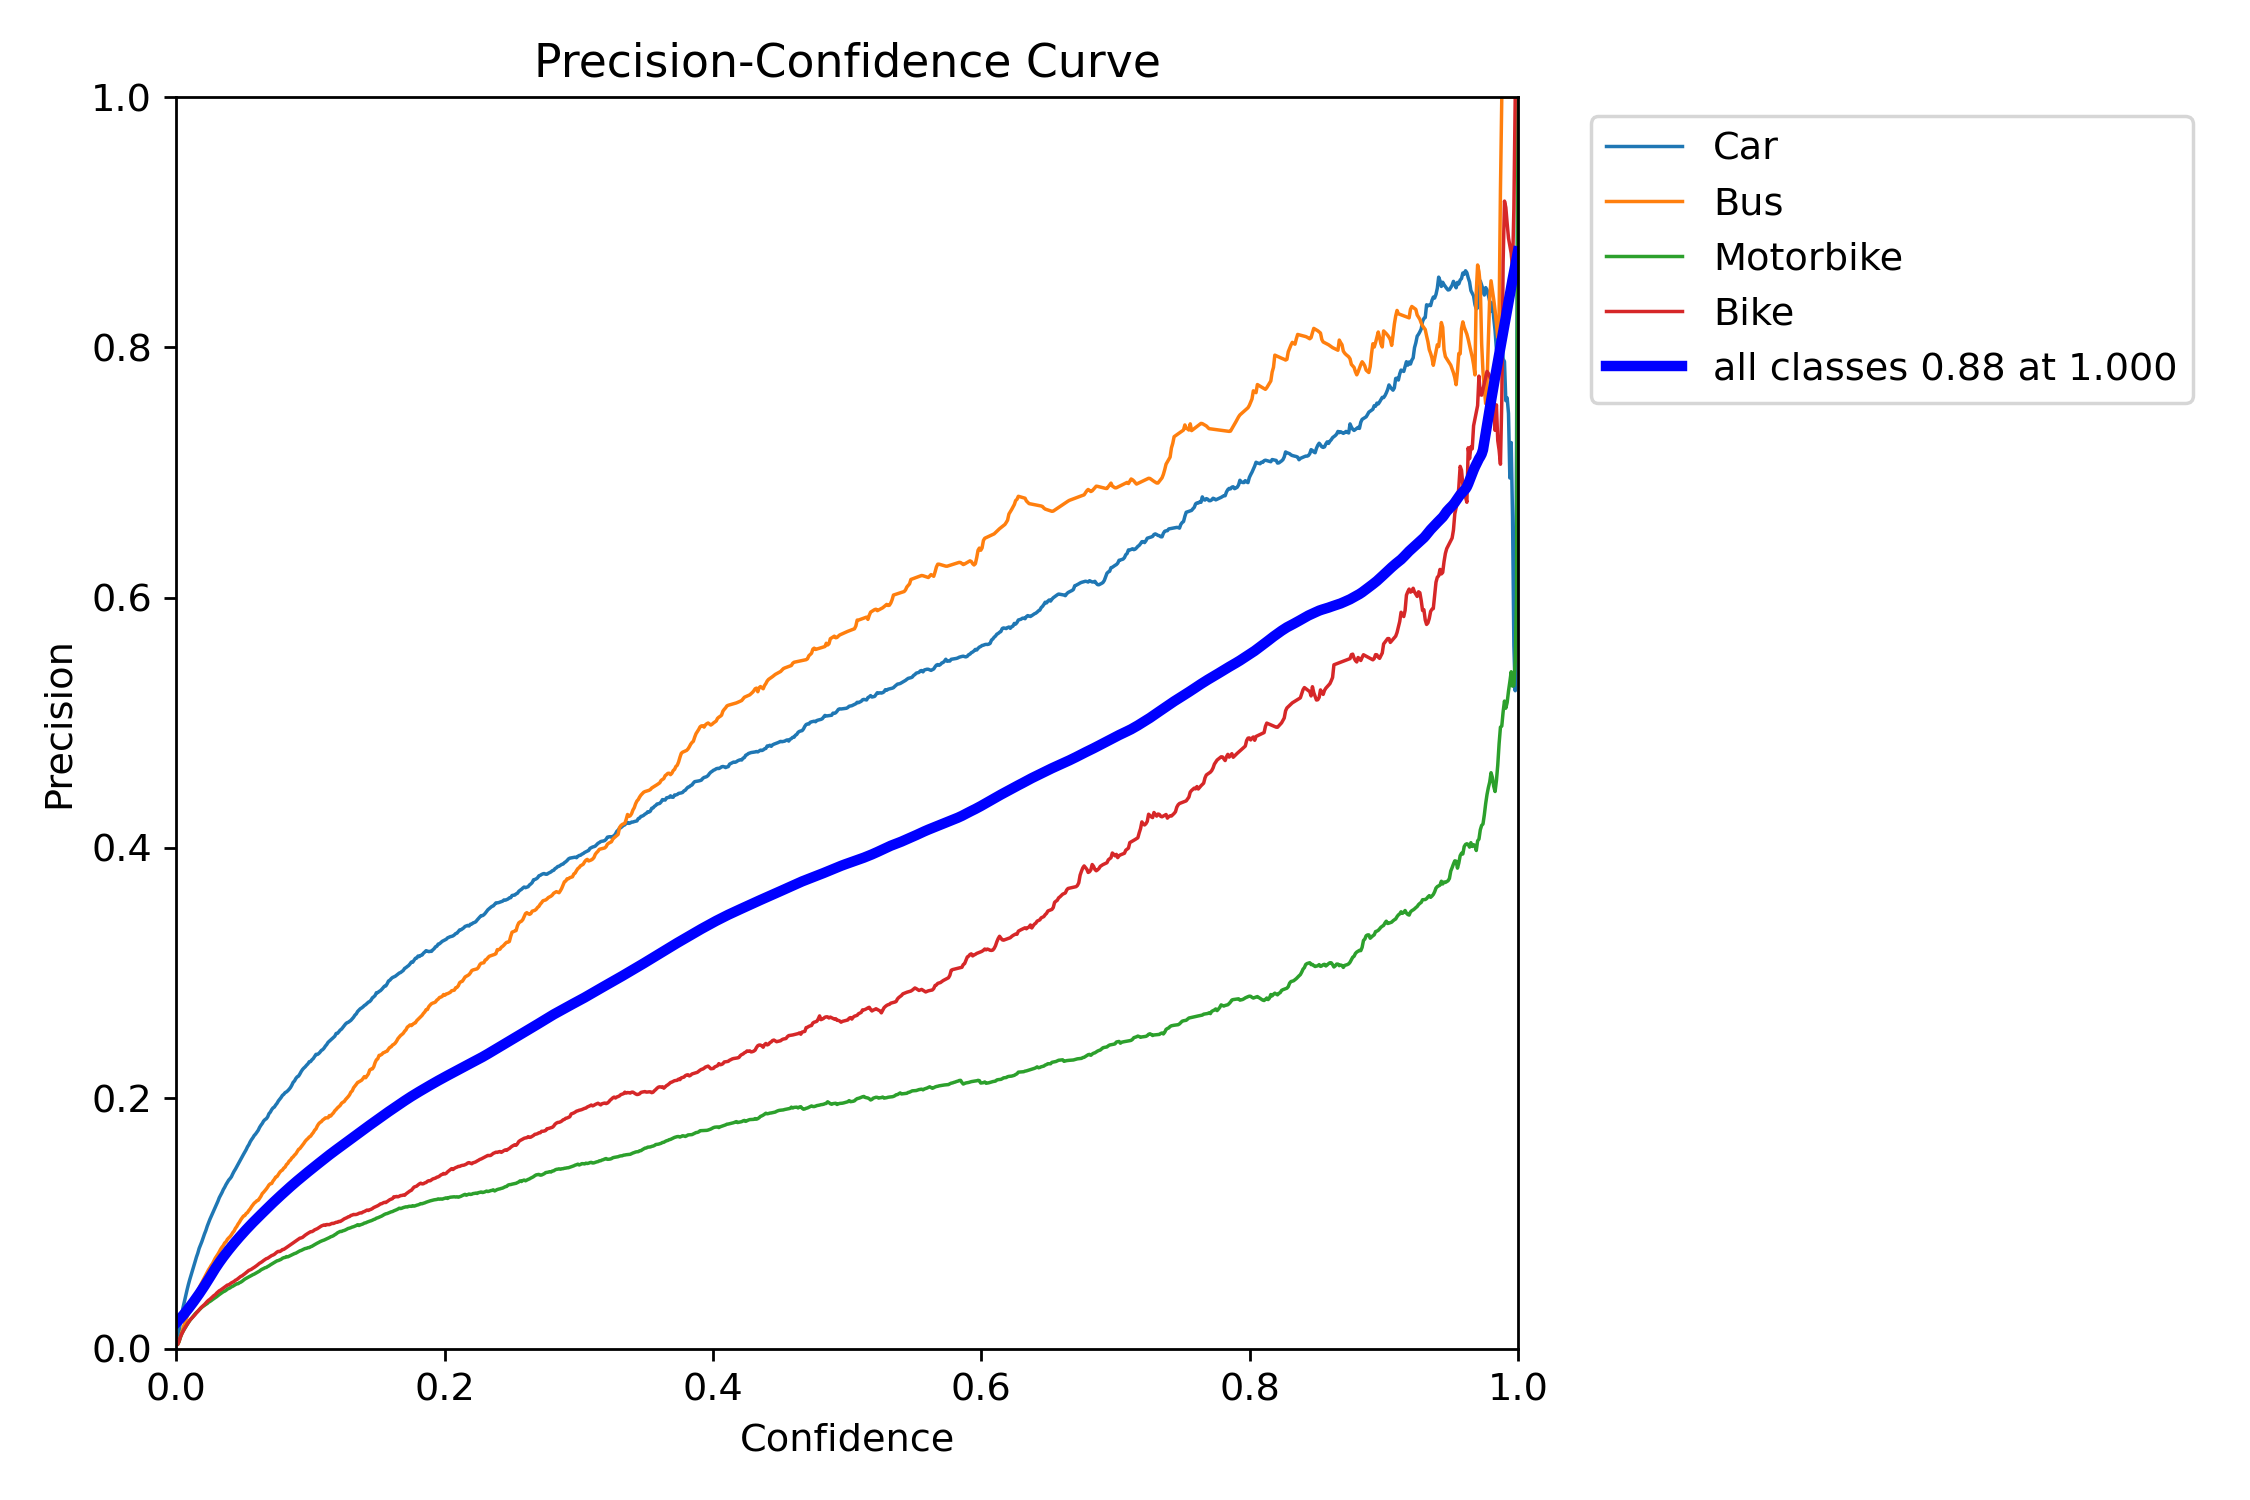 Precision-Confidence Curve
1.0
0.8
0.6
0.4
0.2
0.0
Precision
0.0 0.2 0.4 0.6 0.8 1.0
Confidence
Car
Bus
Motorbike
Bike
all classes 0.88 at 1.000